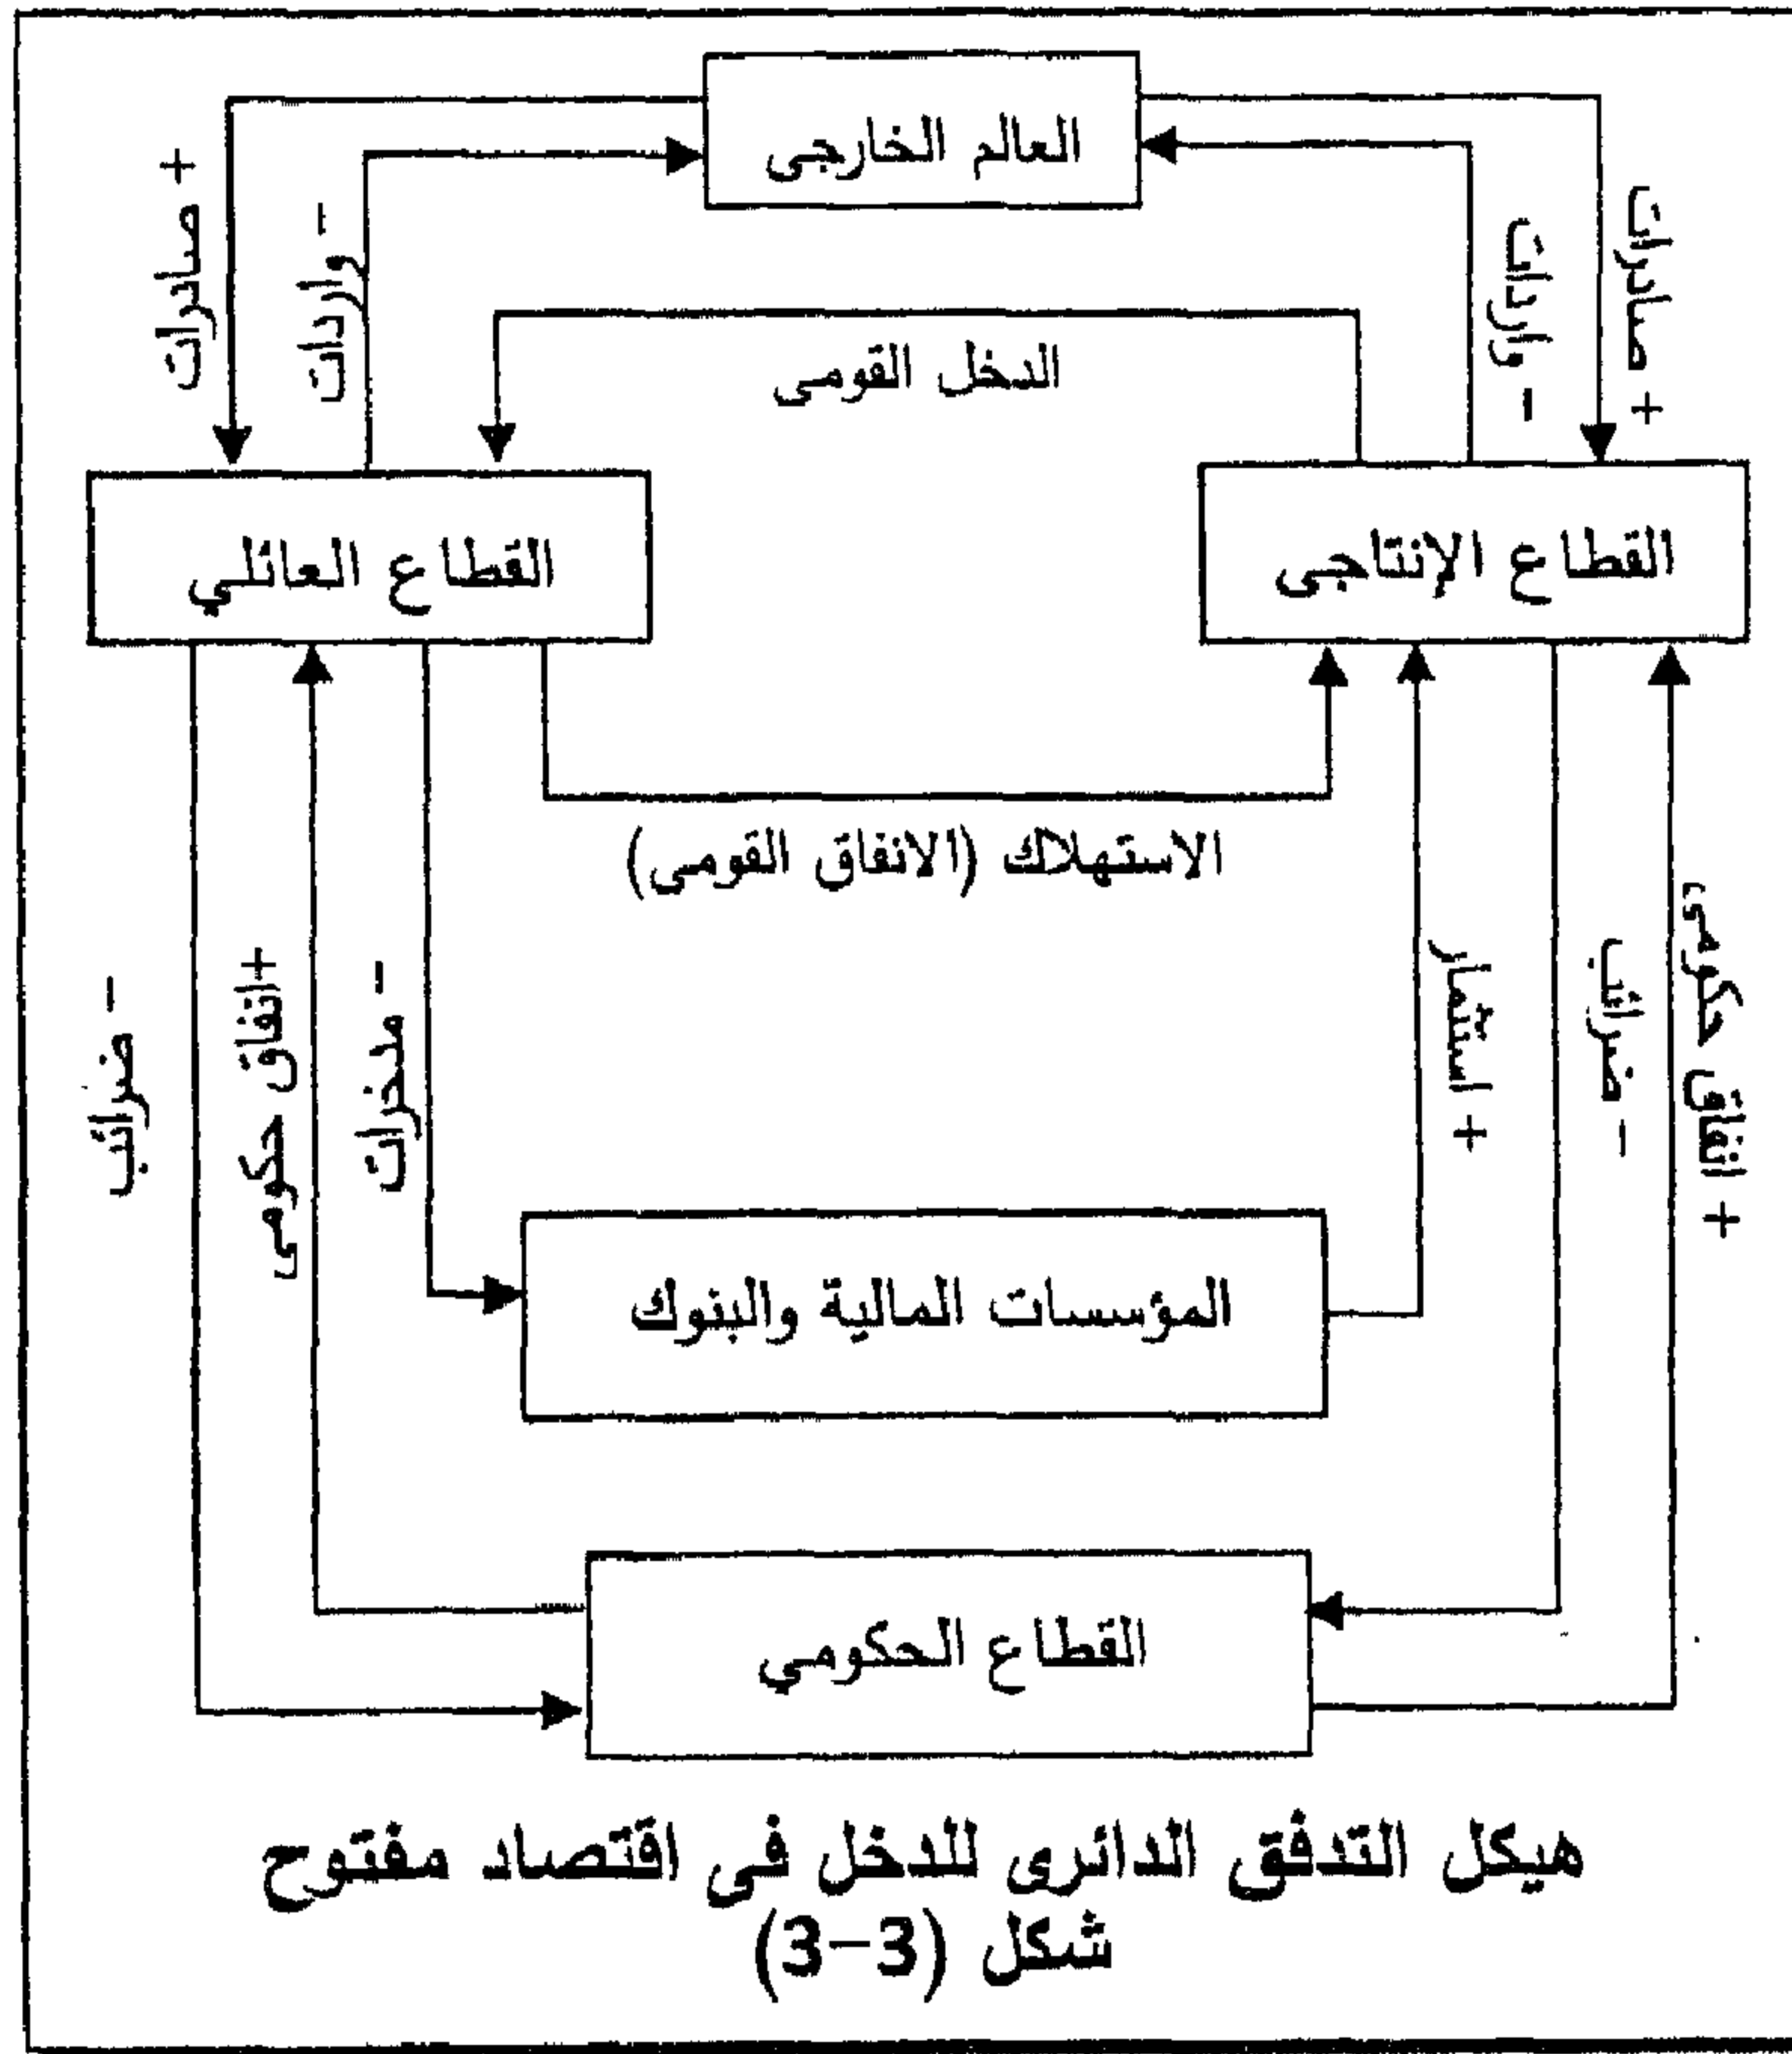 العالم الخارجى
+ صادرات
- واردات
- واردات
+ صادرات
الدخل القومى
القطاع الإنتاجى
القطاع العائلي
الاستهلاك (الانفاق القومى)
+ انفاق حكومى
- ضرائب
+ استثمار
- مدخرات
+انفاق حكومى
- ضرائب
المؤسسات المالية والبنوك
القطاع الحكومي
هيكل التدفق الدائرى للدخل فى اقتصاد مفتوح
شكل (3-3)